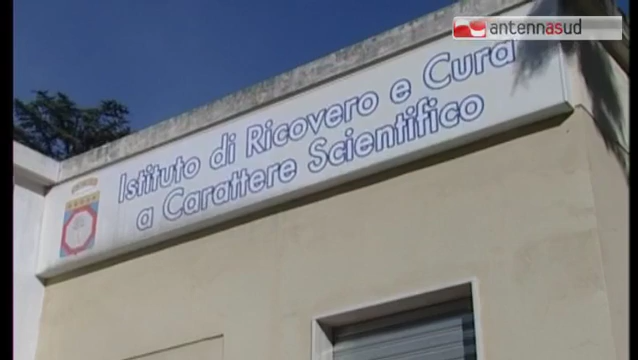 antennasud
Istituto di Ricovero e Cura
a Carattere Scientifico